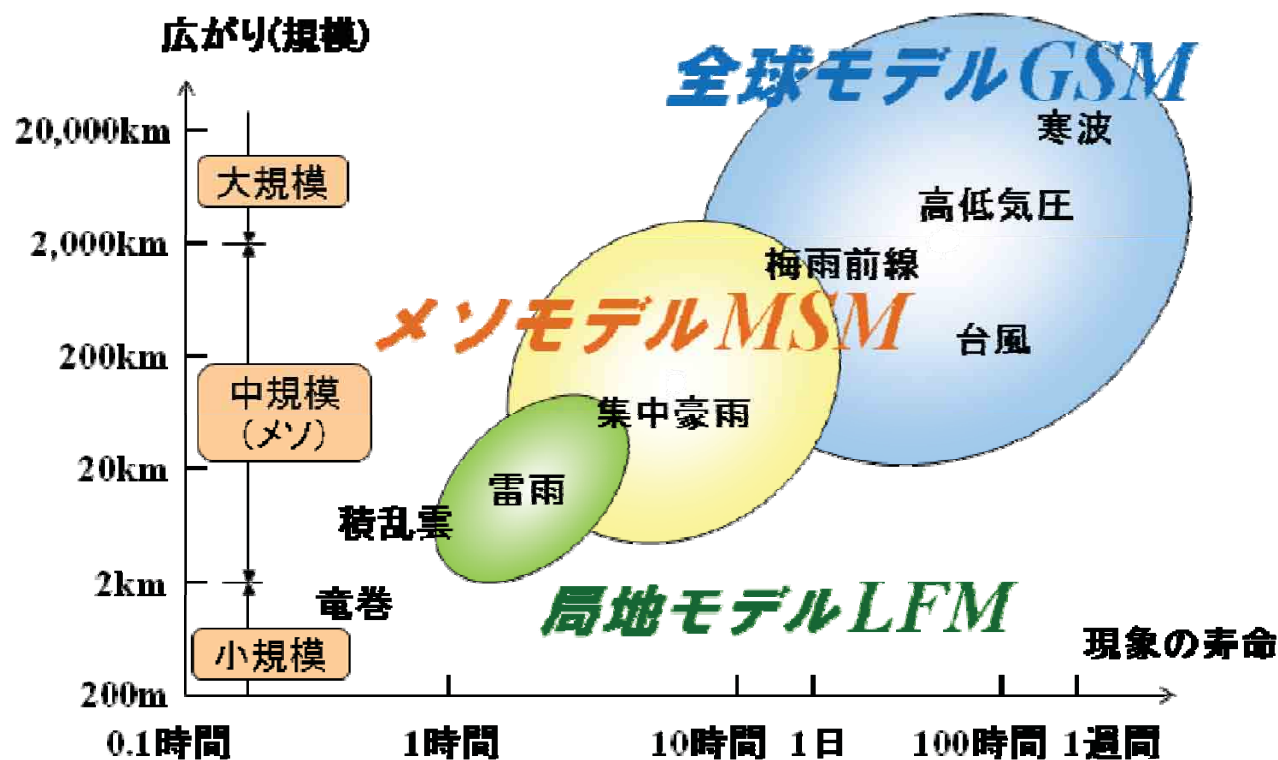 広がり(規模)
全球モデルGSM
20,000km
寒波
大規模
高低気圧
2,000km
梅雨前線
メソモデルMSM
台風
200km
中規模
(メソ)
集中豪雨
20km
雷雨
積乱雲
2km
竜巻
局地モデルLFM
小規模
現象の寿命
200m
0.1時間
1時間
10時間
1日
100時間
1週間